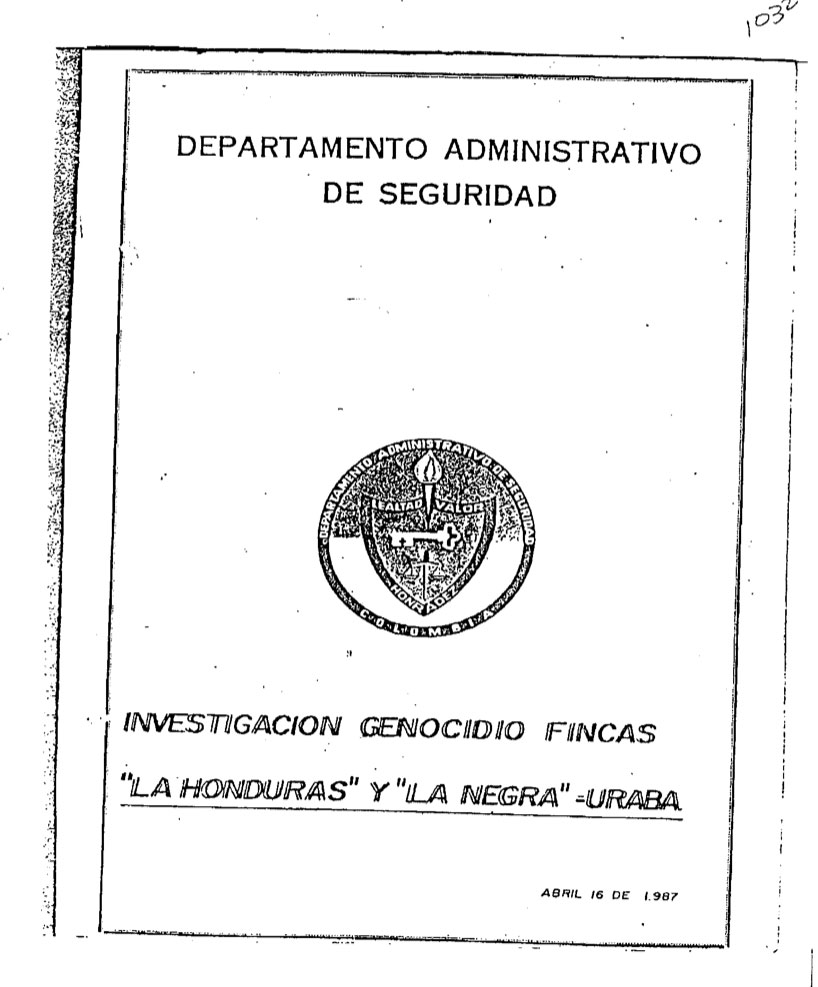 1032
DEPARTAMENTO ADMINISTRATIVO
DE SEGURIDAD
DEPARTAMENTO ADMINISTRATIVO DE SEGURIDAD
LEALTAD VALOR
HONRADEZ
COLOMBIA
INVESTIGACION GENOCIDIO FINCAS
"LA HONDURAS" Y "LA NEGRA"=URABA
ABRIL 16 DE 1.987